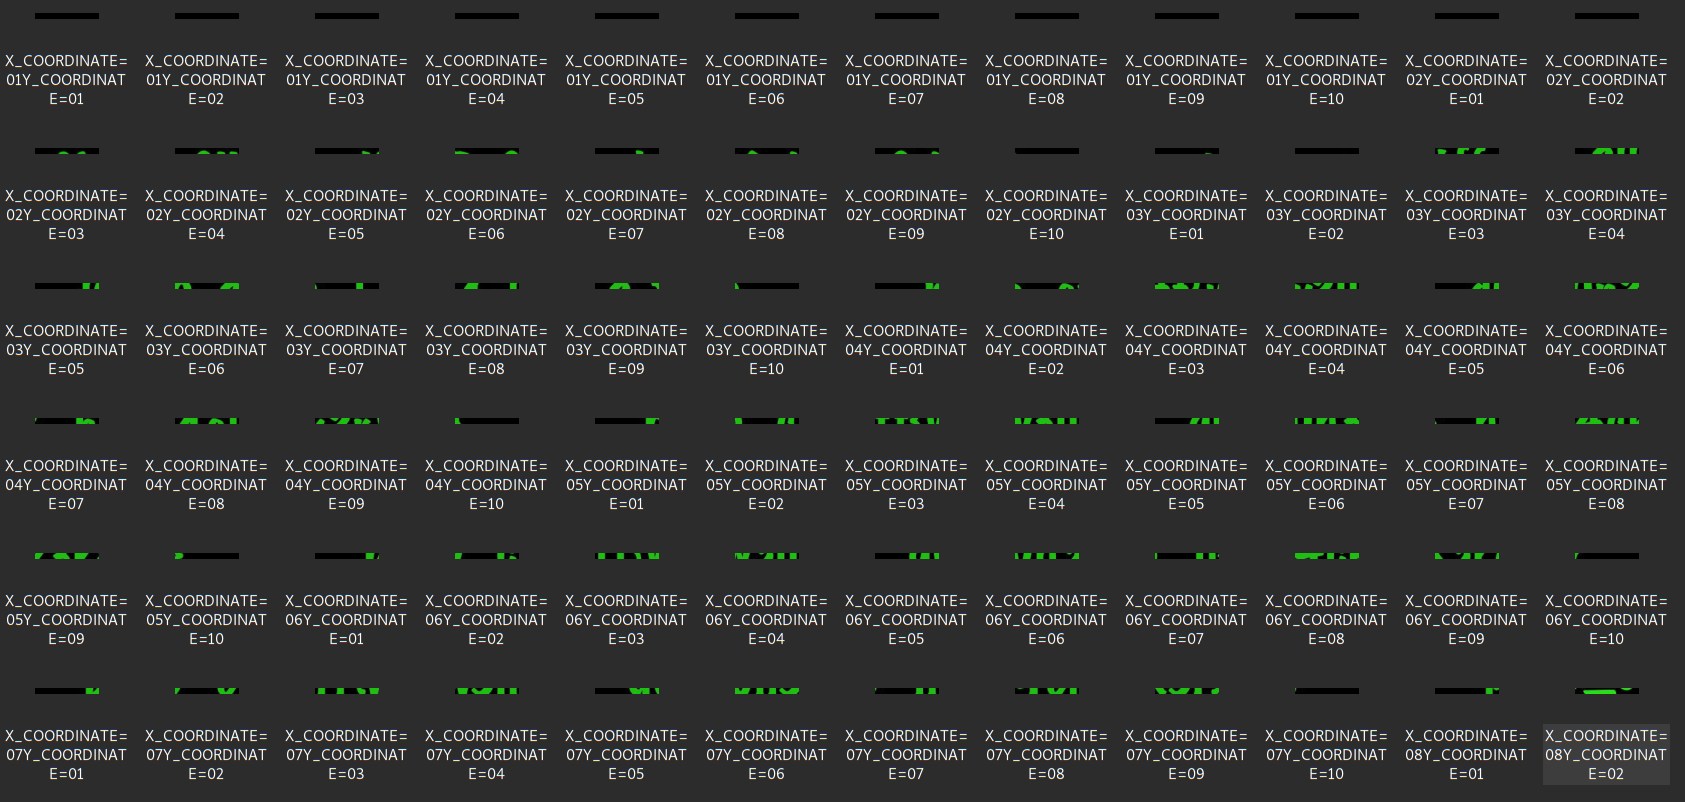 X_COORDINATE= X_COORDINATE= X_COORDINATE= X_COORDINATE= X_COORDINATE= X_COORDINATE= X_COORDINATE= X_COORDINATE= X_COORDINATE= X_COORDINATE= X_COORDINATE= X_COORDINATE=
01Y_COORDINAT 01Y_COORDINAT 01Y_COORDINAT 01Y_COORDINAT 01Y_COORDINAT 01Y_COORDINAT 01Y_COORDINAT 01Y_COORDINAT 01Y_COORDINAT 01Y_COORDINAT 02Y_COORDINAT 02Y_COORDINAT
E=01 E=02 E=03 E=04 E=05 E=06 E=07 E=08 E=09 E=10 E=01 E=02
X_COORDINATE= X_COORDINATE= X_COORDINATE= X_COORDINATE= X_COORDINATE= X_COORDINATE= X_COORDINATE= X_COORDINATE= X_COORDINATE= X_COORDINATE= X_COORDINATE= X_COORDINATE=
02Y_COORDINAT 02Y_COORDINAT 02Y_COORDINAT 02Y_COORDINAT 02Y_COORDINAT 02Y_COORDINAT 02Y_COORDINAT 02Y_COORDINAT 03Y_COORDINAT 03Y_COORDINAT 03Y_COORDINAT 03Y_COORDINAT
E=03 E=04 E=05 E=06 E=07 E=08 E=09 E=10 E=01 E=02 E=03 E=04
X_COORDINATE= X_COORDINATE= X_COORDINATE= X_COORDINATE= X_COORDINATE= X_COORDINATE= X_COORDINATE= X_COORDINATE= X_COORDINATE= X_COORDINATE= X_COORDINATE= X_COORDINATE=
03Y_COORDINAT 03Y_COORDINAT 03Y_COORDINAT 03Y_COORDINAT 03Y_COORDINAT 03Y_COORDINAT 04Y_COORDINAT 04Y_COORDINAT 04Y_COORDINAT 04Y_COORDINAT 04Y_COORDINAT 04Y_COORDINAT
E=05 E=06 E=07 E=08 E=09 E=10 E=01 E=02 E=03 E=04 E=05 E=06
X_COORDINATE= X_COORDINATE= X_COORDINATE= X_COORDINATE= X_COORDINATE= X_COORDINATE= X_COORDINATE= X_COORDINATE= X_COORDINATE= X_COORDINATE= X_COORDINATE= X_COORDINATE=
04Y_COORDINAT 04Y_COORDINAT 04Y_COORDINAT 04Y_COORDINAT 05Y_COORDINAT 05Y_COORDINAT 05Y_COORDINAT 05Y_COORDINAT 05Y_COORDINAT 05Y_COORDINAT 05Y_COORDINAT 05Y_COORDINAT
E=07 E=08 E=09 E=10 E=01 E=02 E=03 E=04 E=05 E=06 E=07 E=08
X_COORDINATE= X_COORDINATE= X_COORDINATE= X_COORDINATE= X_COORDINATE= X_COORDINATE= X_COORDINATE= X_COORDINATE= X_COORDINATE= X_COORDINATE= X_COORDINATE= X_COORDINATE=
05Y_COORDINAT 05Y_COORDINAT 06Y_COORDINAT 06Y_COORDINAT 06Y_COORDINAT 06Y_COORDINAT 06Y_COORDINAT 06Y_COORDINAT 06Y_COORDINAT 06Y_COORDINAT 06Y_COORDINAT 06Y_COORDINAT
E=09 E=10 E=01 E=02 E=03 E=04 E=05 E=06 E=07 E=08 E=09 E=10
X_COORDINATE= X_COORDINATE= X_COORDINATE= X_COORDINATE= X_COORDINATE= X_COORDINATE= X_COORDINATE= X_COORDINATE= X_COORDINATE= X_COORDINATE= X_COORDINATE= X_COORDINATE=
07Y_COORDINAT 07Y_COORDINAT 07Y_COORDINAT 07Y_COORDINAT 07Y_COORDINAT 07Y_COORDINAT 07Y_COORDINAT 07Y_COORDINAT 07Y_COORDINAT 07Y_COORDINAT 08Y_COORDINAT 08Y_COORDINAT
E=01 E=02 E=03 E=04 E=05 E=06 E=07 E=08 E=09 E=10 E=01 E=02